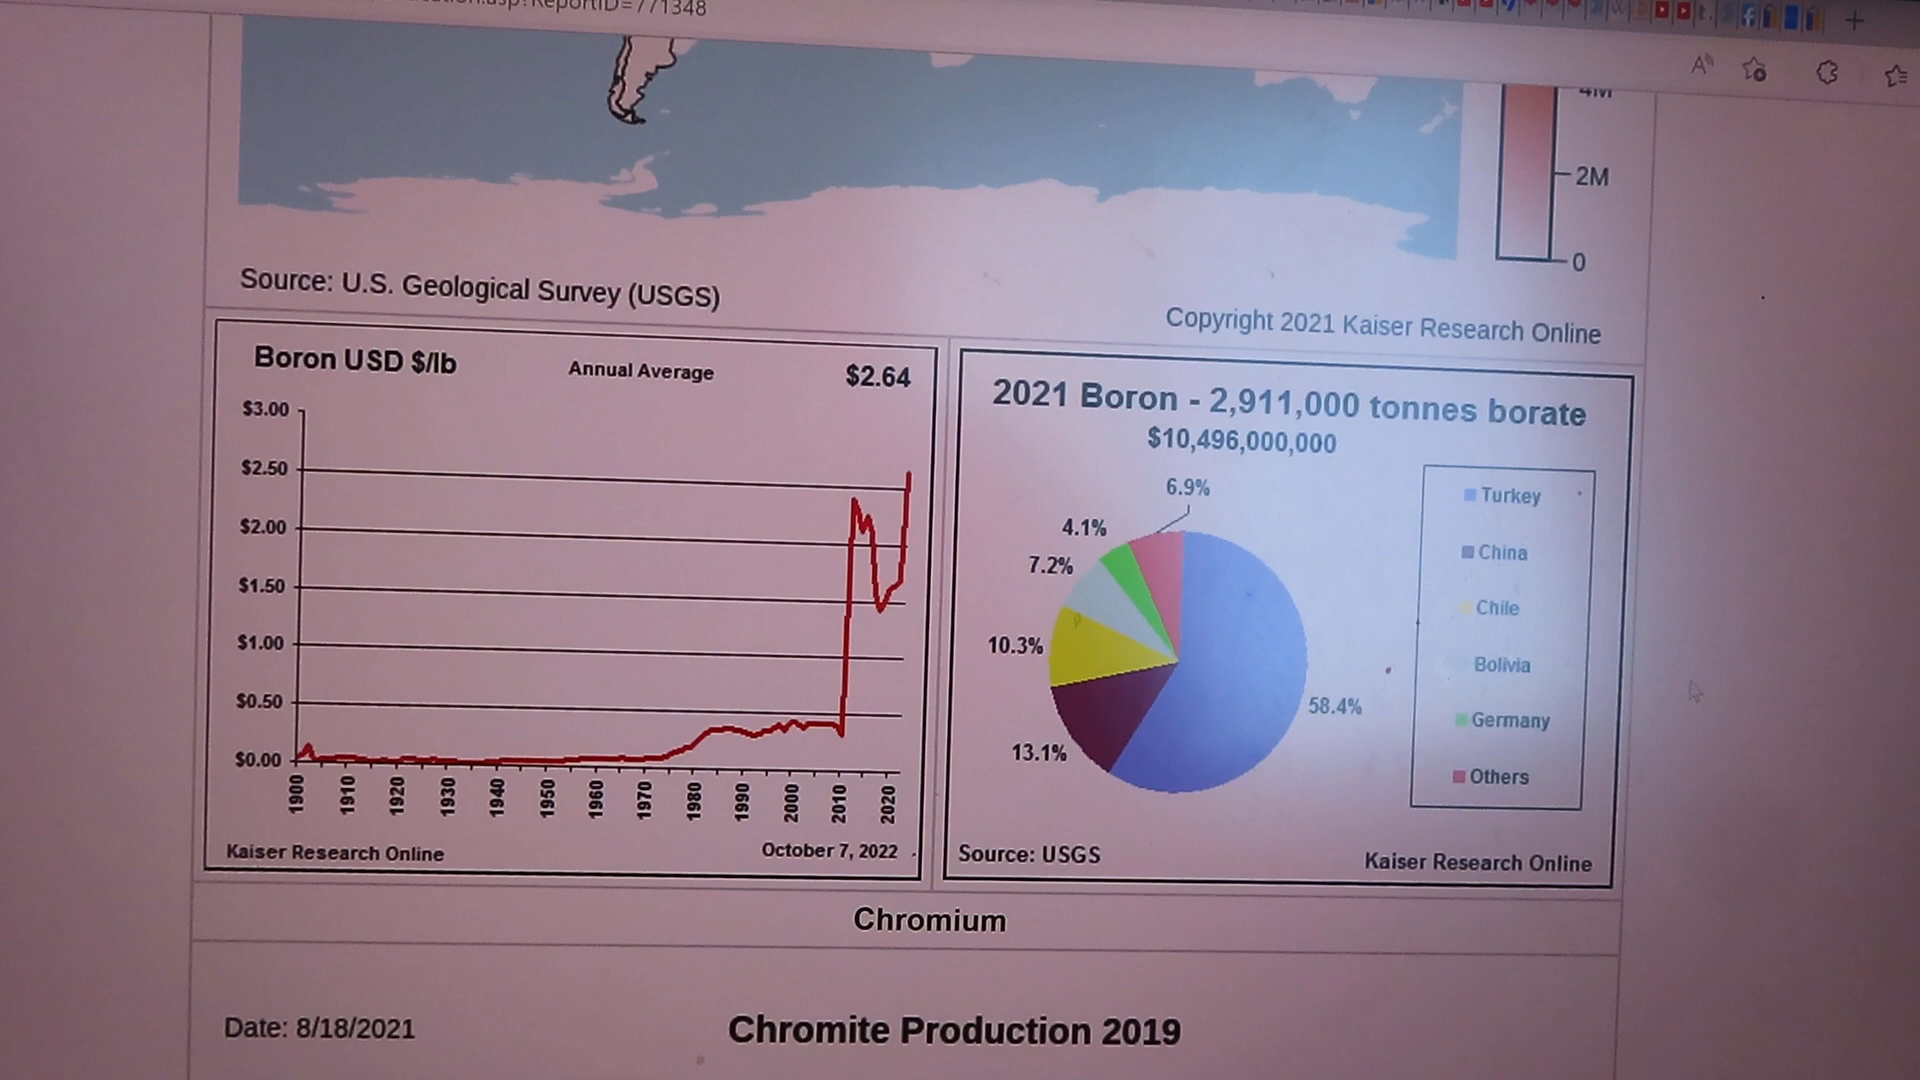 ReportID=771348
4M
2M
0
Source: U.S. Geological Survey (USGS)
Copyright 2021 Kaiser Research Online
Boron USD $/lb
Annual Average
$2.64
$3.00
$2.50
$2.00
$1.50
$1.00
$0.50
$0.00
1900
1910
1920
1930
1940
1950
1960
1970
1980
1990
2000
2010
2020
Kaiser Research Online
October 7, 2022
2021 Boron - 2,911,000 tonnes borate
$10,496,000,000
6.9%
4.1%
7.2%
10.3%
13.1%
58.4%
Turkey
China
Chile
Bolivia
Germany
Others
Source: USGS
Kaiser Research Online
Chromium
Date: 8/18/2021
Chromite Production 2019